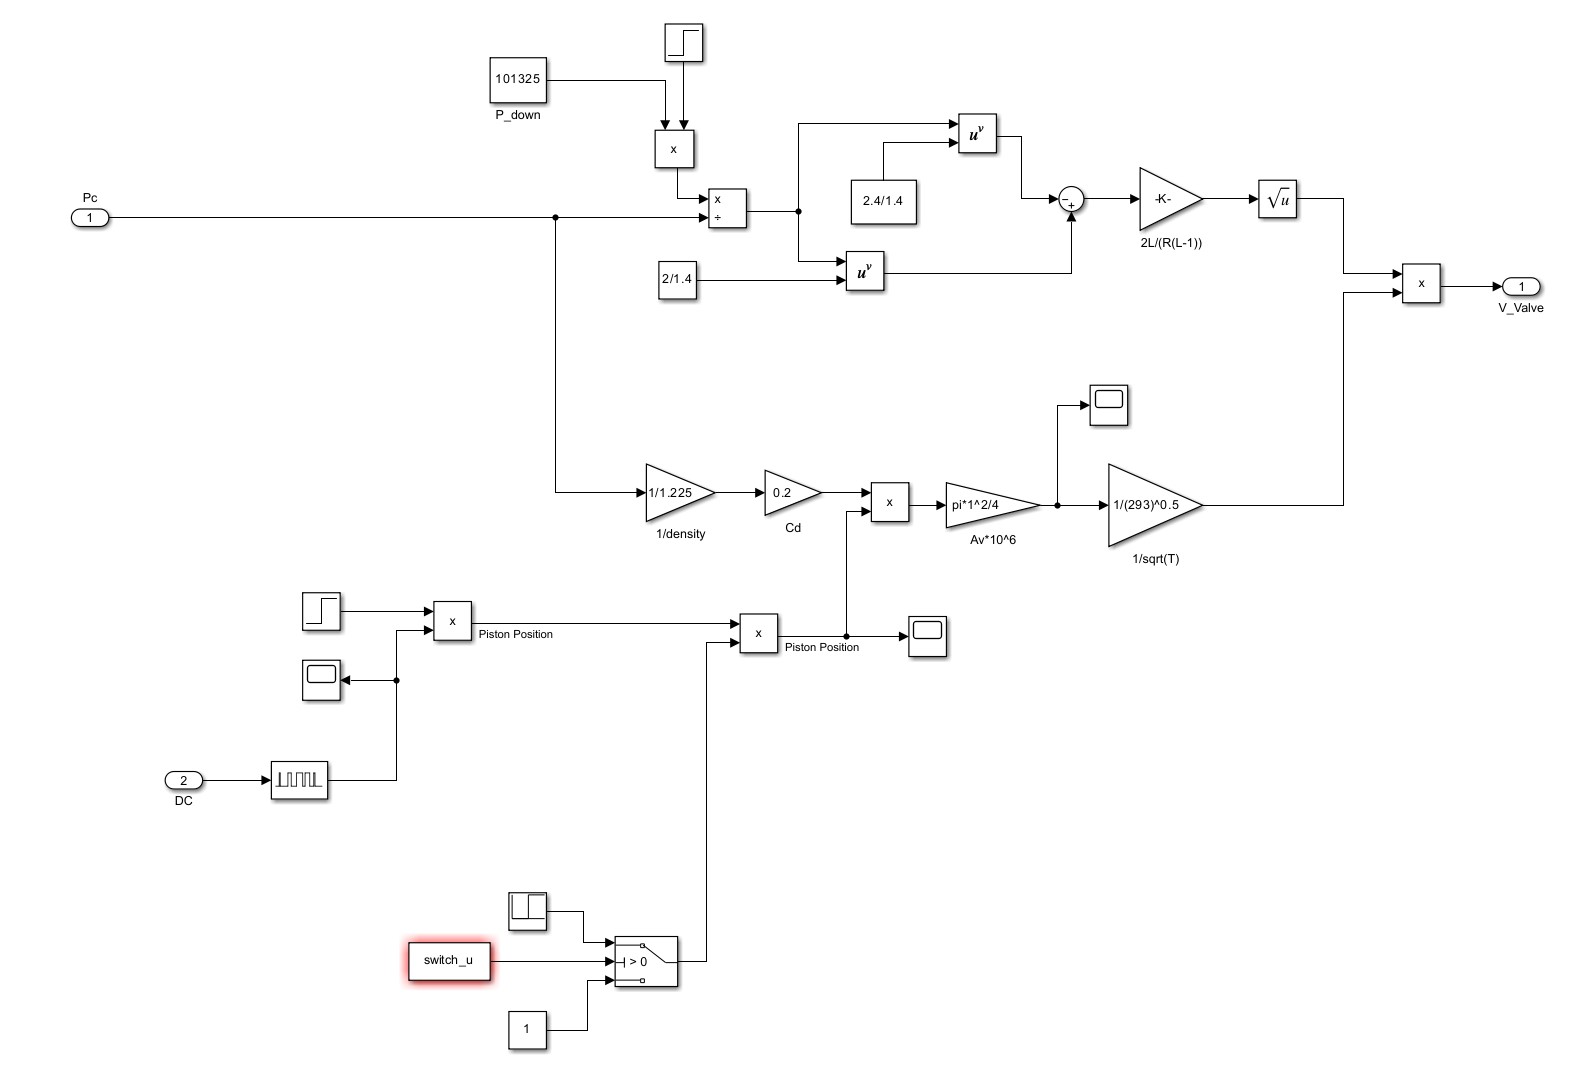 101325
P_down
x
Pc
1
x
÷
u^v
2.4/1.4
2/1.4
u^v
−
+
-K-
2L/(R(L-1))
√u
x
1
V_Valve
1/1.225
1/density
0.2
Cd
x
pi*1^2/4
Av*10^6
1/(293)^0.5
1/sqrt(T)
x
Piston Position
x
Piston Position
2
DC
switch_u
> 0
1